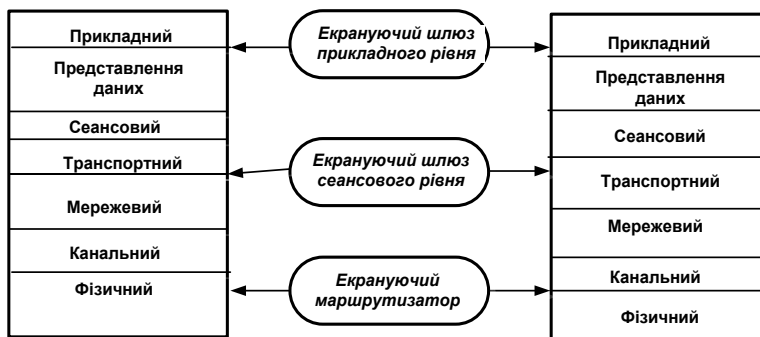 Прикладний
Представлення
даних
Сеансовий
Транспортний
Мережевий
Канальний
Фізичний
Екрануючий шлюз
прикладного рівня
Екрануючий шлюз
сеансового рівня
Екрануючий
маршрутизатор
Прикладний
Представлення
даних
Сеансовий
Транспортний
Мережевий
Канальний
Фізичний